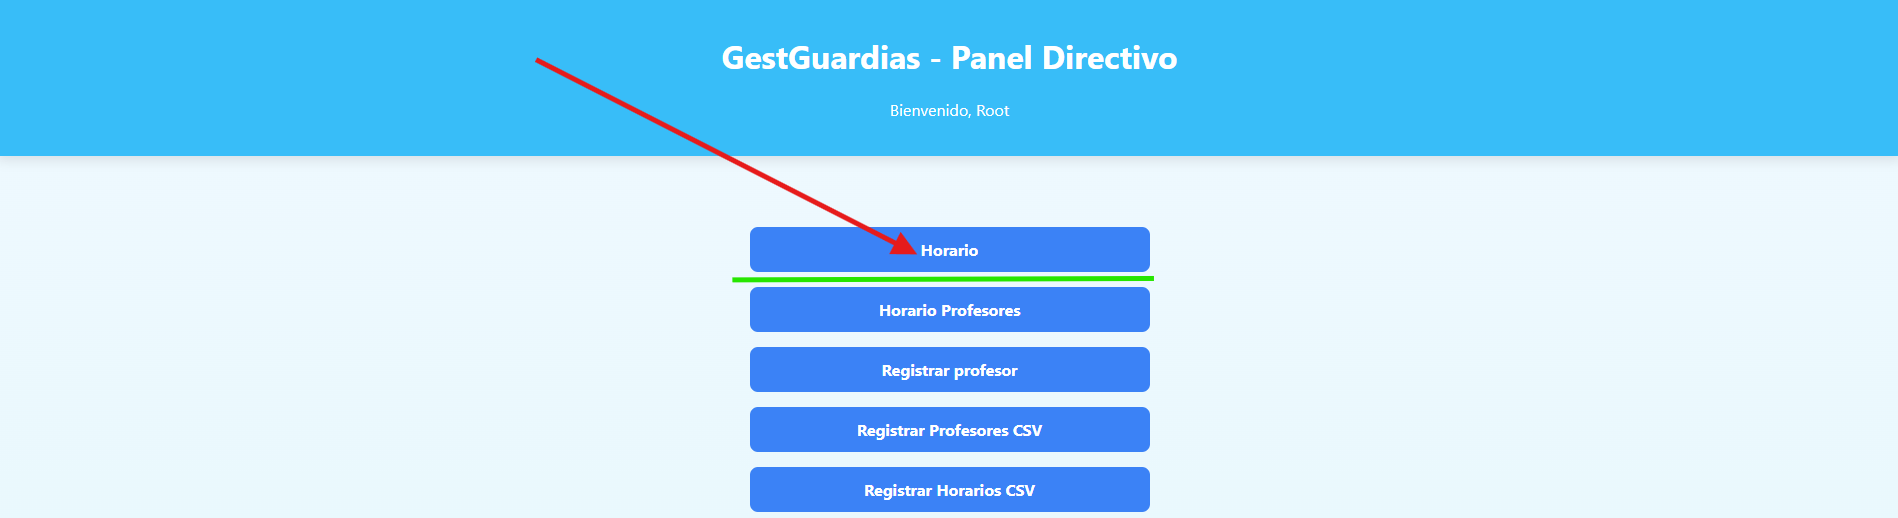 GestGuardias - Panel Directivo
Bienvenido, Root
Horario
Horario Profesores
Registrar profesor
Registrar Profesores CSV
Registrar Horarios CSV